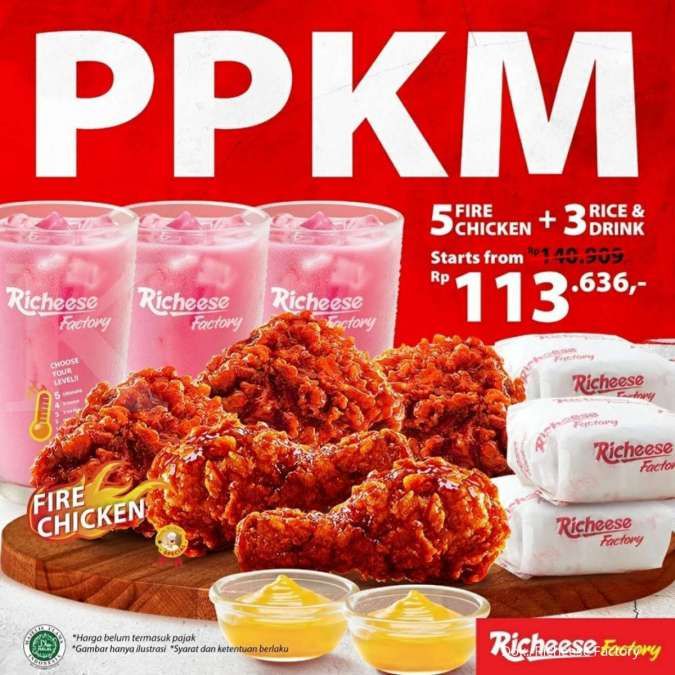 PPKM
5 FIRE CHICKEN + 3 RICE & DRINK
Starts from Rp 140.909
Rp 113.636,-
Richeese Factory
Richeese Factory
Richeese Factory
CHOOSE
YOUR
LEVEL!!
Richeese Factory
Richeese Factory
Richeese Factory
FIRE
CHICKEN
HALAL
INDONESIA
*Harga belum termasuk pajak
*Gambar hanya ilustrasi *Syarat dan ketentuan berlaku
Richeese Factory